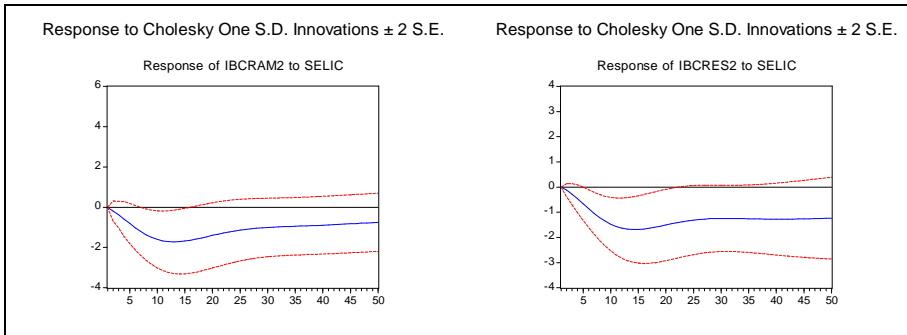 Response to Cholesky One S.D. Innovations ± 2 S.E.
Response of IBCRAM2 to SELIC
6
4
2
0
-2
-4
5 10 15 20 25 30 35 40 45 50
Response to Cholesky One S.D. Innovations ± 2 S.E.
Response of IBCRES2 to SELIC
4
3
2
1
0
-1
-2
-3
-4
5 10 15 20 25 30 35 40 45 50